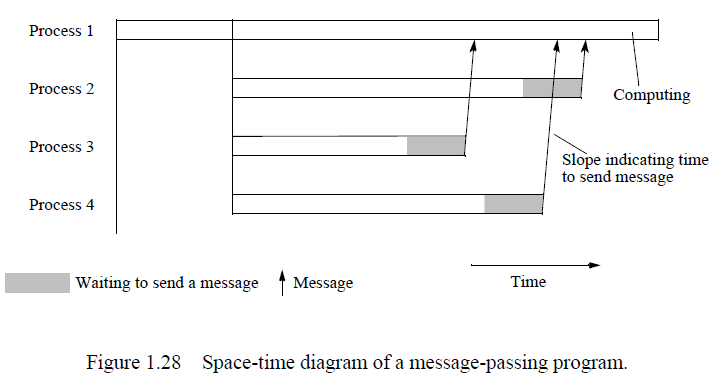 Process 1
Process 2
Computing
Process 3
Slope indicating time
to send message
Process 4
Waiting to send a message
Message
Time
Figure 1.28 Space-time diagram of a message-passing program.